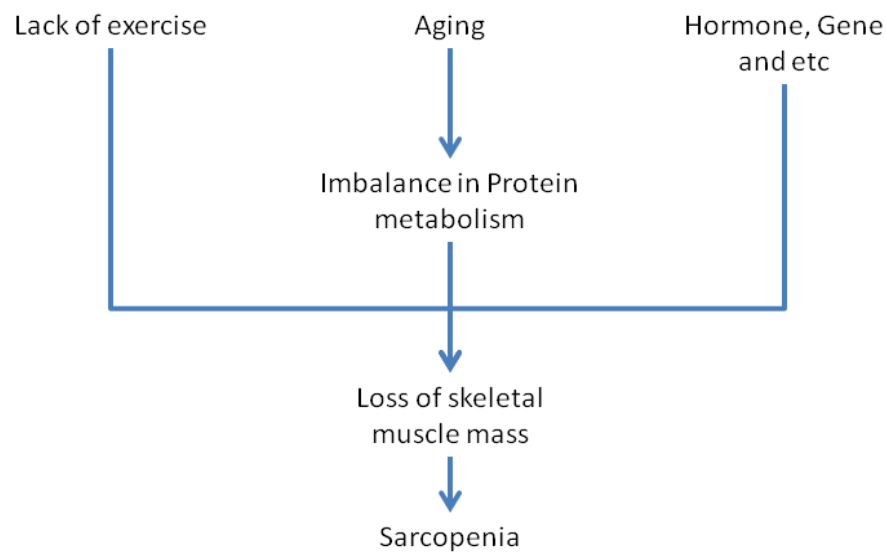 Lack of exercise
Aging
Hormone, Gene
and etc
Imbalance in Protein
metabolism
Loss of skeletal
muscle mass
Sarcopenia